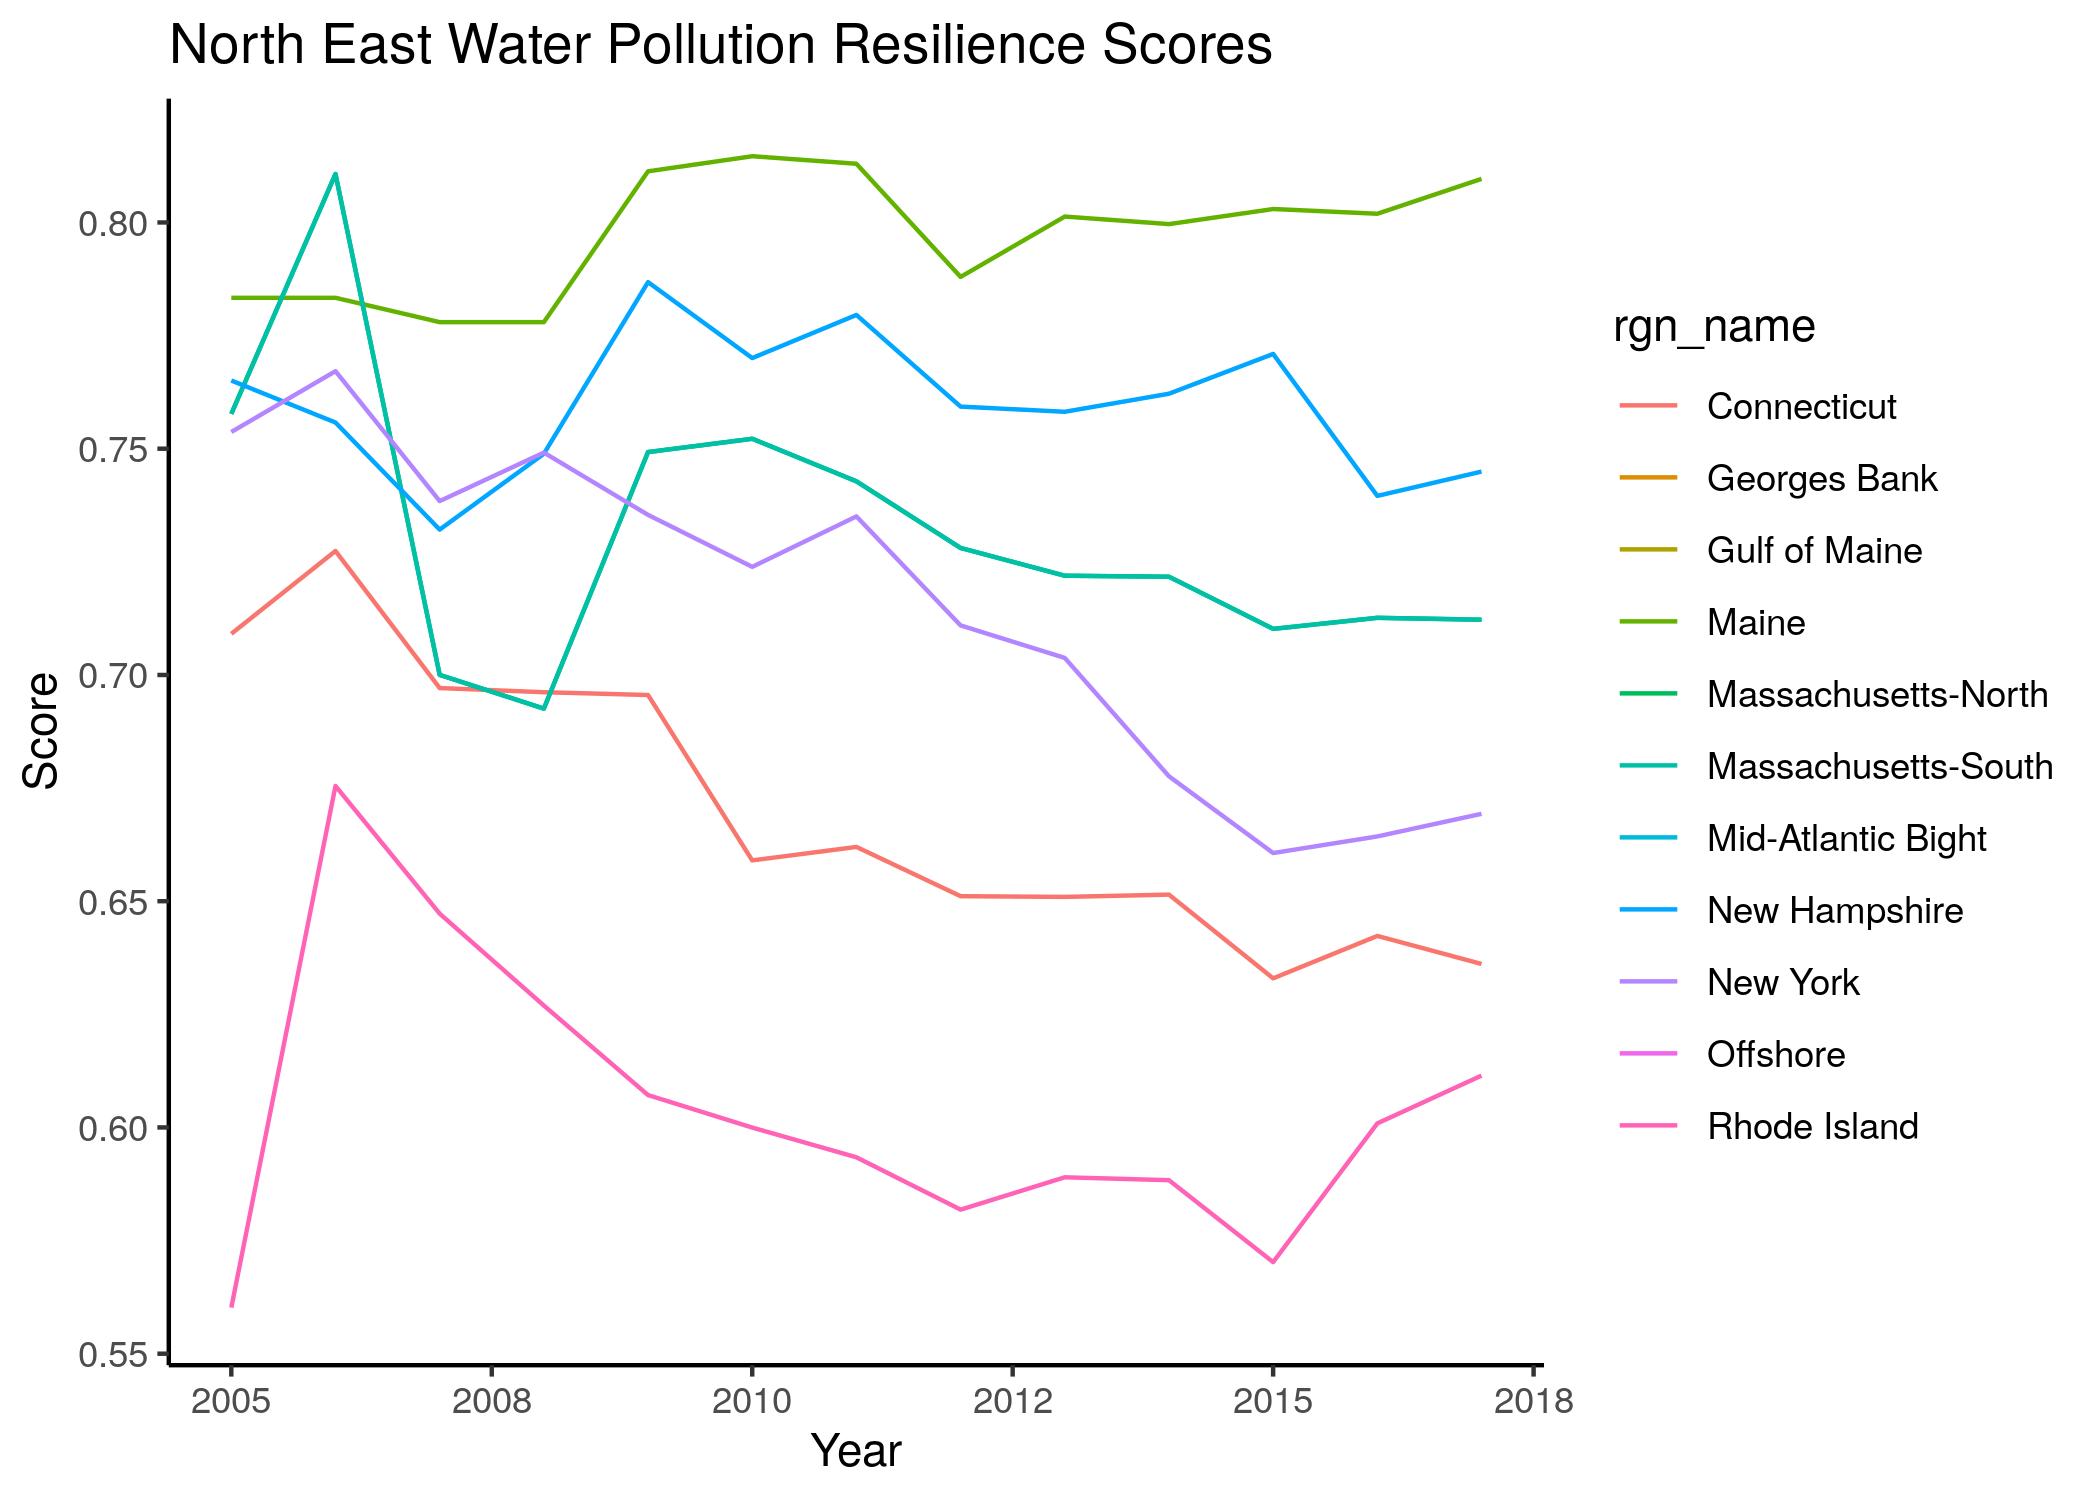 North East Water Pollution Resilience Scores
0.80
0.75
0.70
0.65
0.60
0.55
Score
2005 2008 2010 2012 2015 2018
Year
rgn_name
Connecticut
Georges Bank
Gulf of Maine
Maine
Massachusetts-North
Massachusetts-South
Mid-Atlantic Bight
New Hampshire
New York
Offshore
Rhode Island